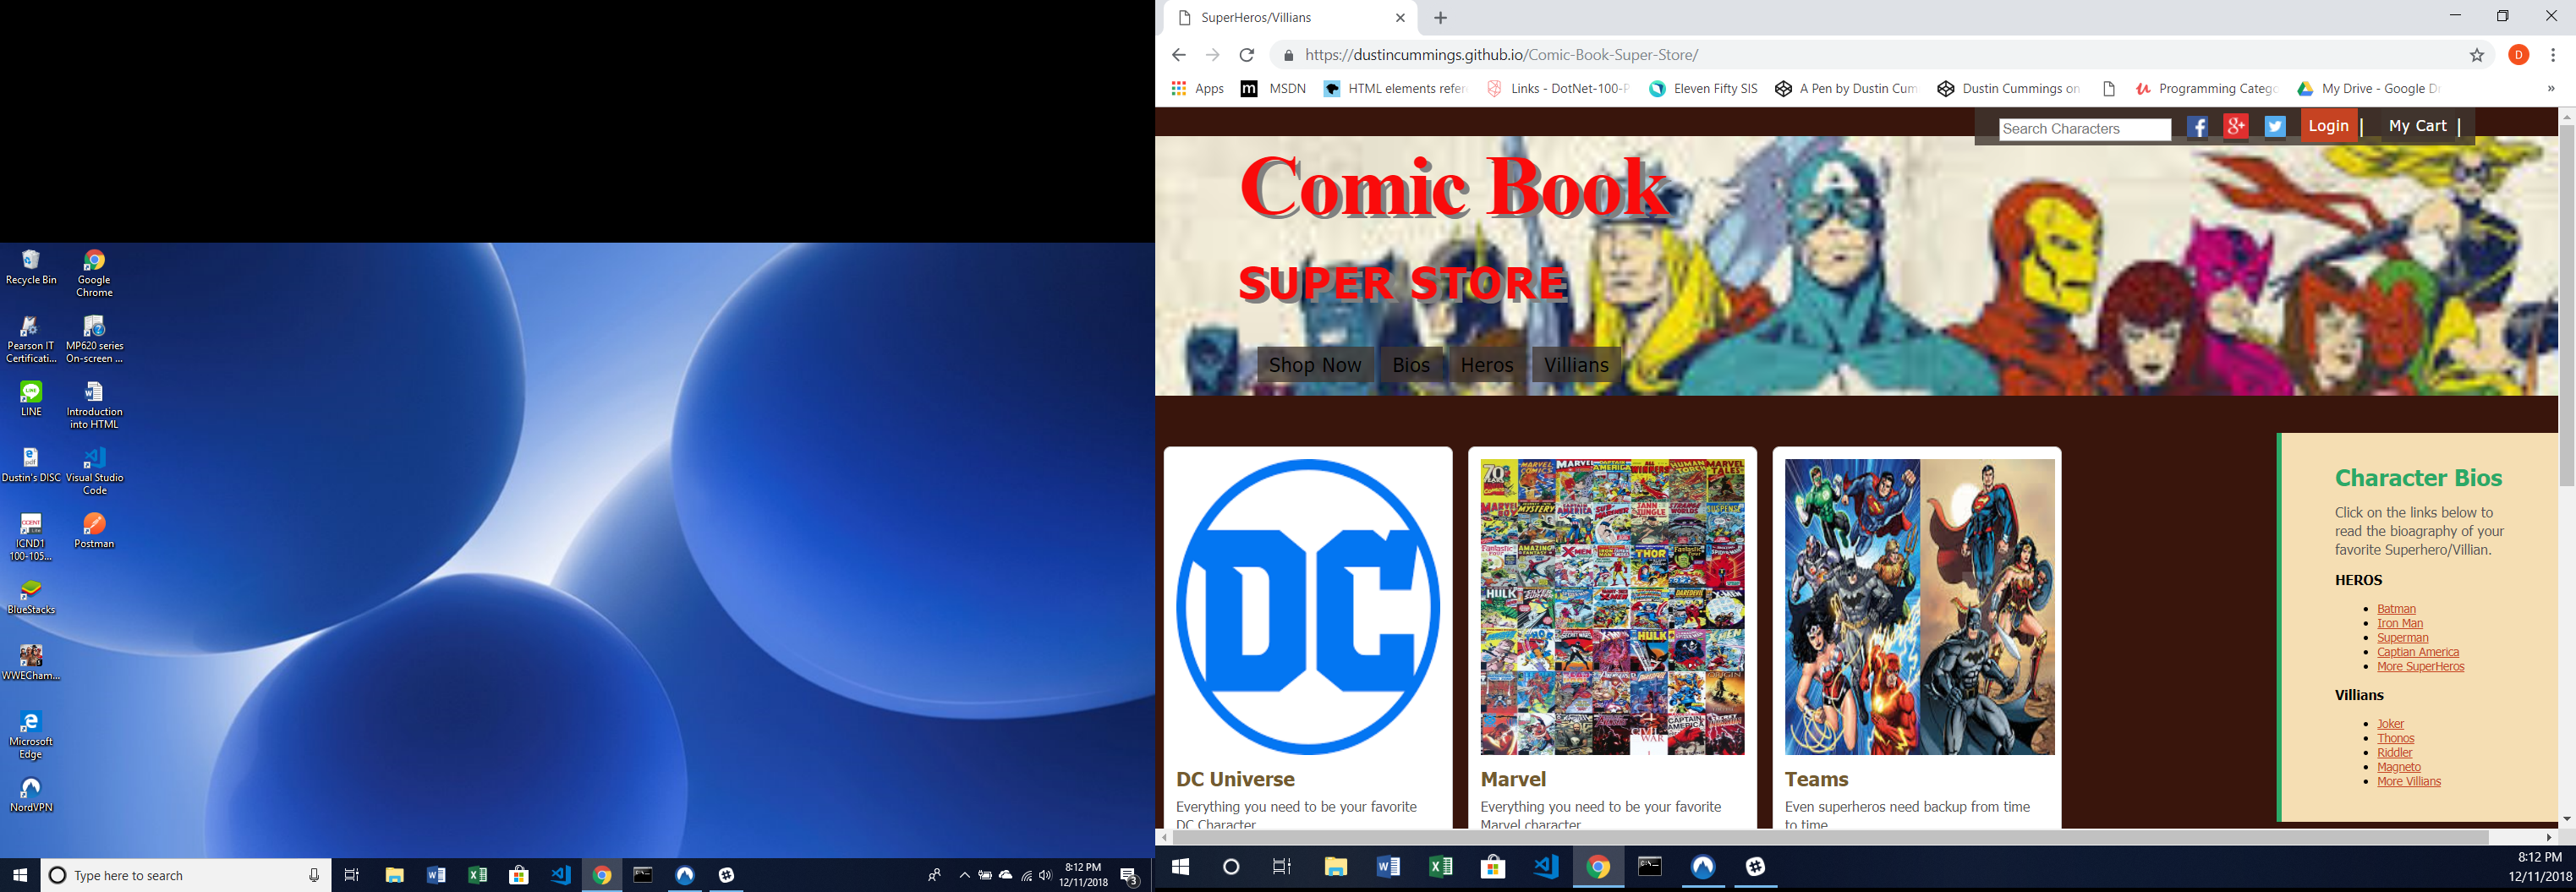 Recycle Bin
Google
Chrome
Pearson IT
Certificati...
MP620 series
On-screen ...
LINE
Introduction
into HTML
Dustin's DISC
Visual Studio
Code
ICND1
100-105...
Postman
BlueStacks
WWECham...
Microsoft
Edge
NordVPN
Type here to search
8:12 PM
12/11/2018
3
SuperHeros/Villians
https://dustincummings.github.io/Comic-Book-Super-Store/
D
Apps
m MSDN
HTML elements refer
Links - DotNet-100-P
Eleven Fifty SIS
A Pen by Dustin Cum
Dustin Cummings on
Programming Catego
My Drive - Google Dr
»
Search Characters
Login |
My Cart |
Comic Book
SUPER STORE
Shop Now
Bios
Heros
Villians
DC
DC Universe
Everything you need to be your favorite
DC Character
Marvel
Everything you need to be your favorite
Marvel character
Teams
Even superheros need backup from time
to time
Character Bios
Click on the links below to
read the bioagraphy of your
favorite Superhero/Villian.
HEROS
Batman
Iron Man
Superman
Captian America
More SuperHeros
Villians
Joker
Thonos
Riddler
Magneto
More Villians
8:12 PM
12/11/2018